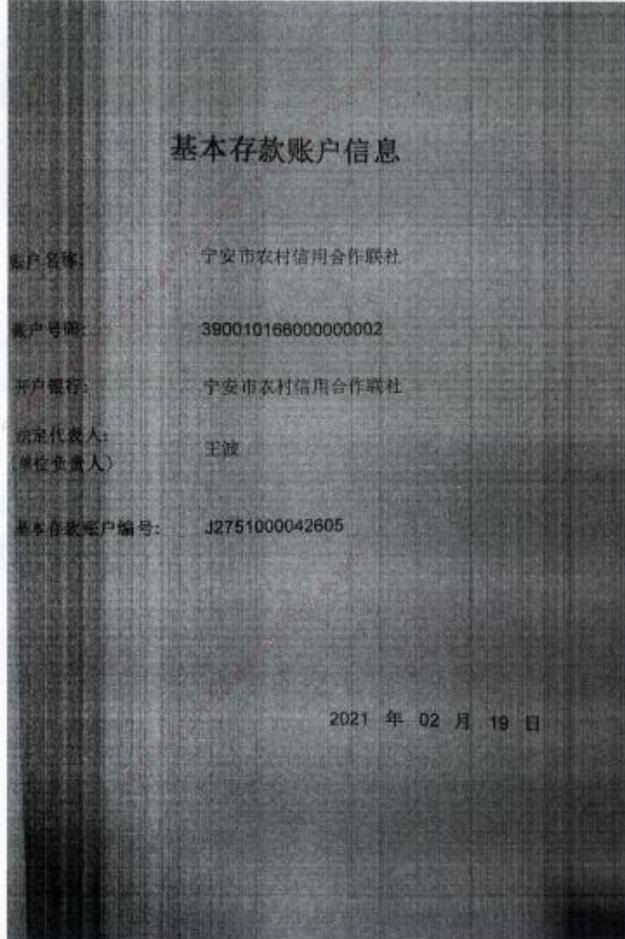 基本存款账户信息
账户名称: 宁安市农村信用合作联社
账户号码: 390010166000000002
开户银行: 宁安市农村信用合作联社
法定代表人:
(单位负责人) 王波
基本存款账户编号: J2751000042605
2021 年 02 月 19 日